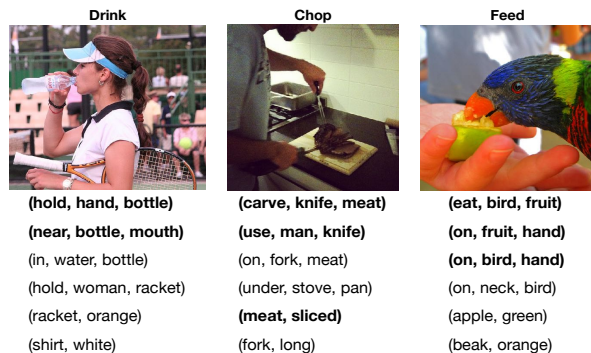 Drink
(hold, hand, bottle)
(near, bottle, mouth)
(in, water, bottle)
(hold, woman, racket)
(racket, orange)
(shirt, white)
Chop
(carve, knife, meat)
(use, man, knife)
(on, fork, meat)
(under, stove, pan)
(meat, sliced)
(fork, long)
Feed
(eat, bird, fruit)
(on, fruit, hand)
(on, bird, hand)
(on, neck, bird)
(apple, green)
(beak, orange)